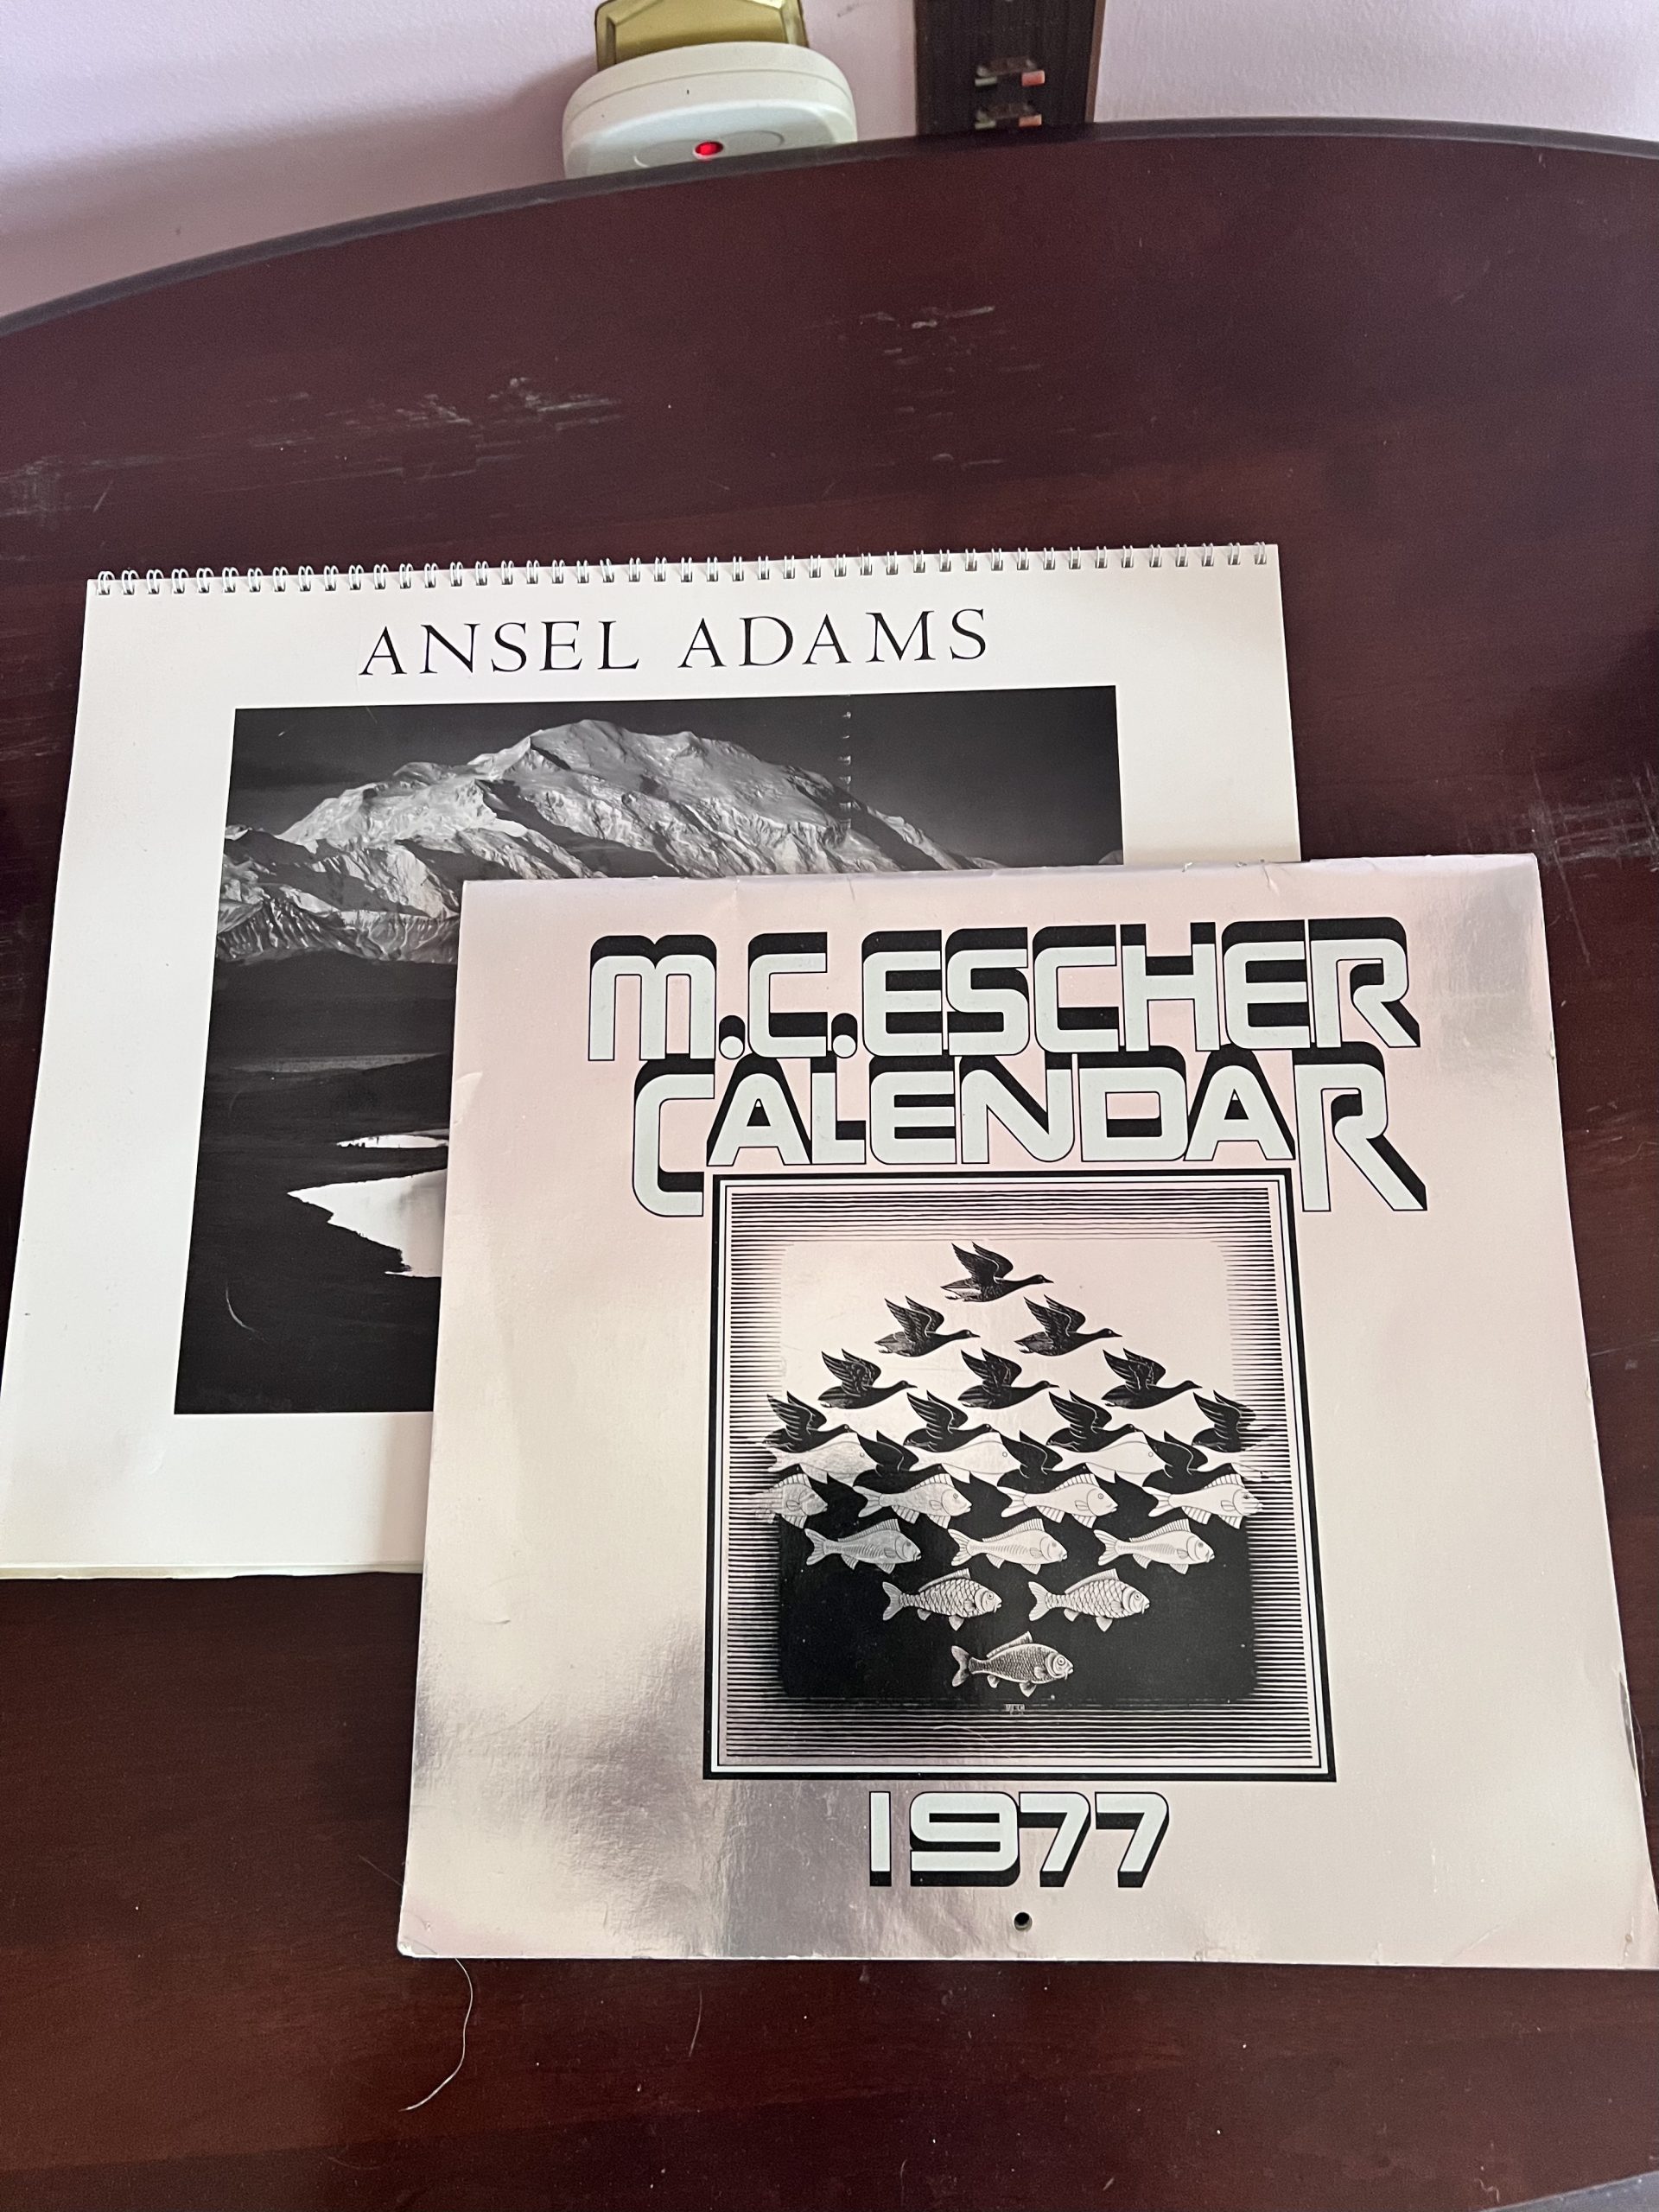 ANSEL ADAMS
M.C.ESCHER
CALENDAR
1977